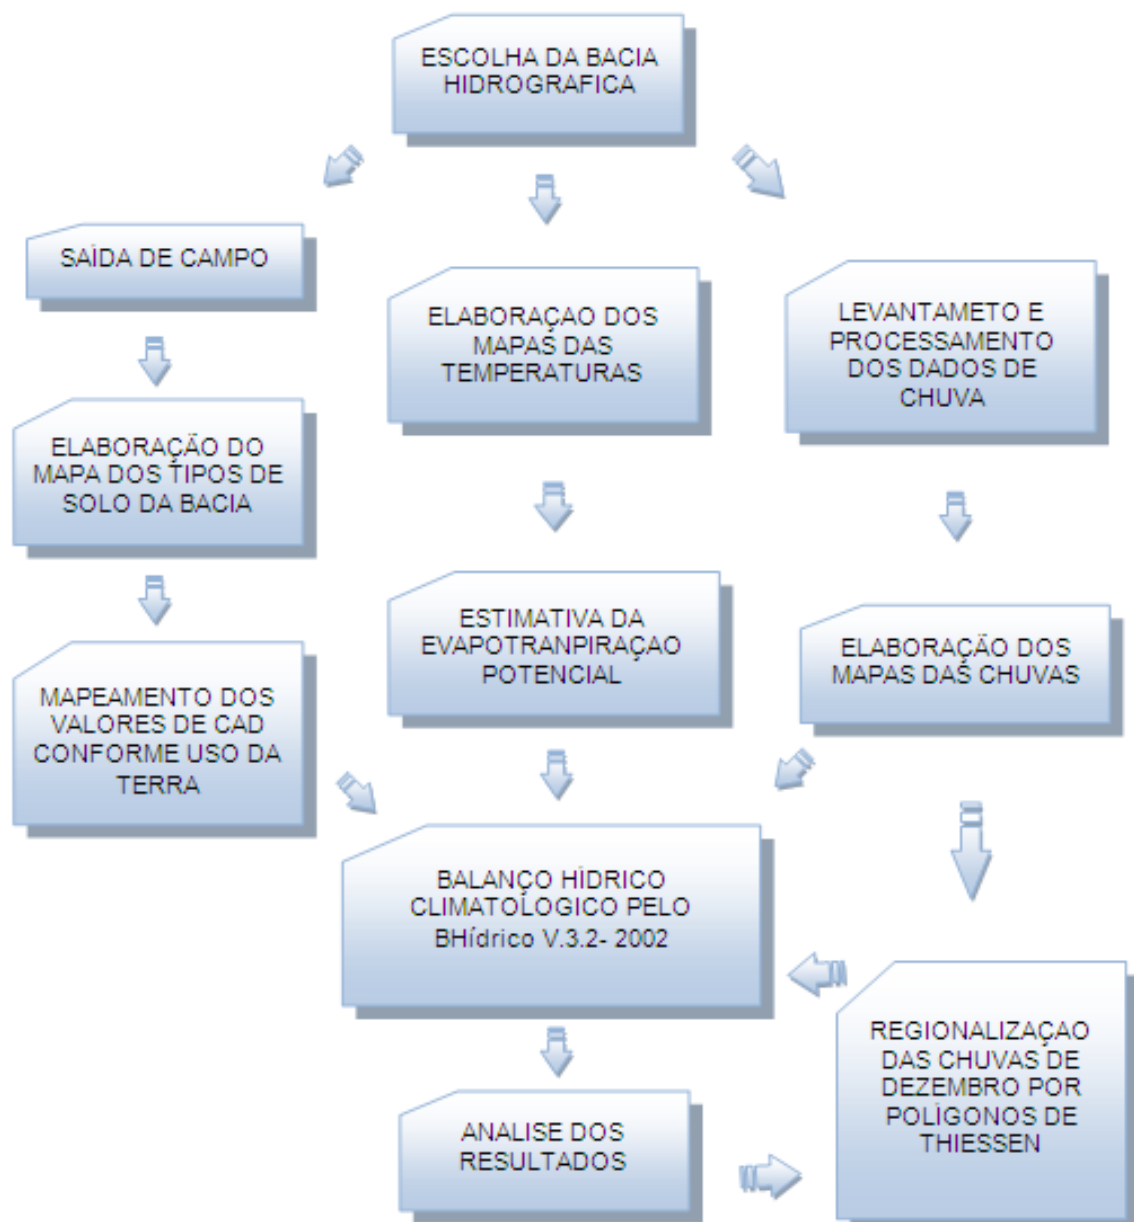 ESCOLHA DA BACIA
HIDROGRAFICA
SAÍDA DE CAMPO
ELABORAÇAO DOS
MAPAS DAS
TEMPERATURAS
LEVANTAMETO E
PROCESSAMENTO
DOS DADOS DE
CHUVA
ELABORAÇÃO DO
MAPA DOS TIPOS DE
SOLO DA BACIA
ESTIMATIVA DA
EVAPOTRANPIRAÇAO
POTENCIAL
ELABORAÇÃO DOS
MAPAS DAS CHUVAS
MAPEAMENTO DOS
VALORES DE CAD
CONFORME USO DA
TERRA
BALANÇO HÍDRICO
CLIMATOLOGICO PELO
BHídrico V.3.2- 2002
REGIONALIZAÇAO
DAS CHUVAS DE
DEZEMBRO POR
POLÍGONOS DE
THIESSEN
ANALISE DOS
RESULTADOS